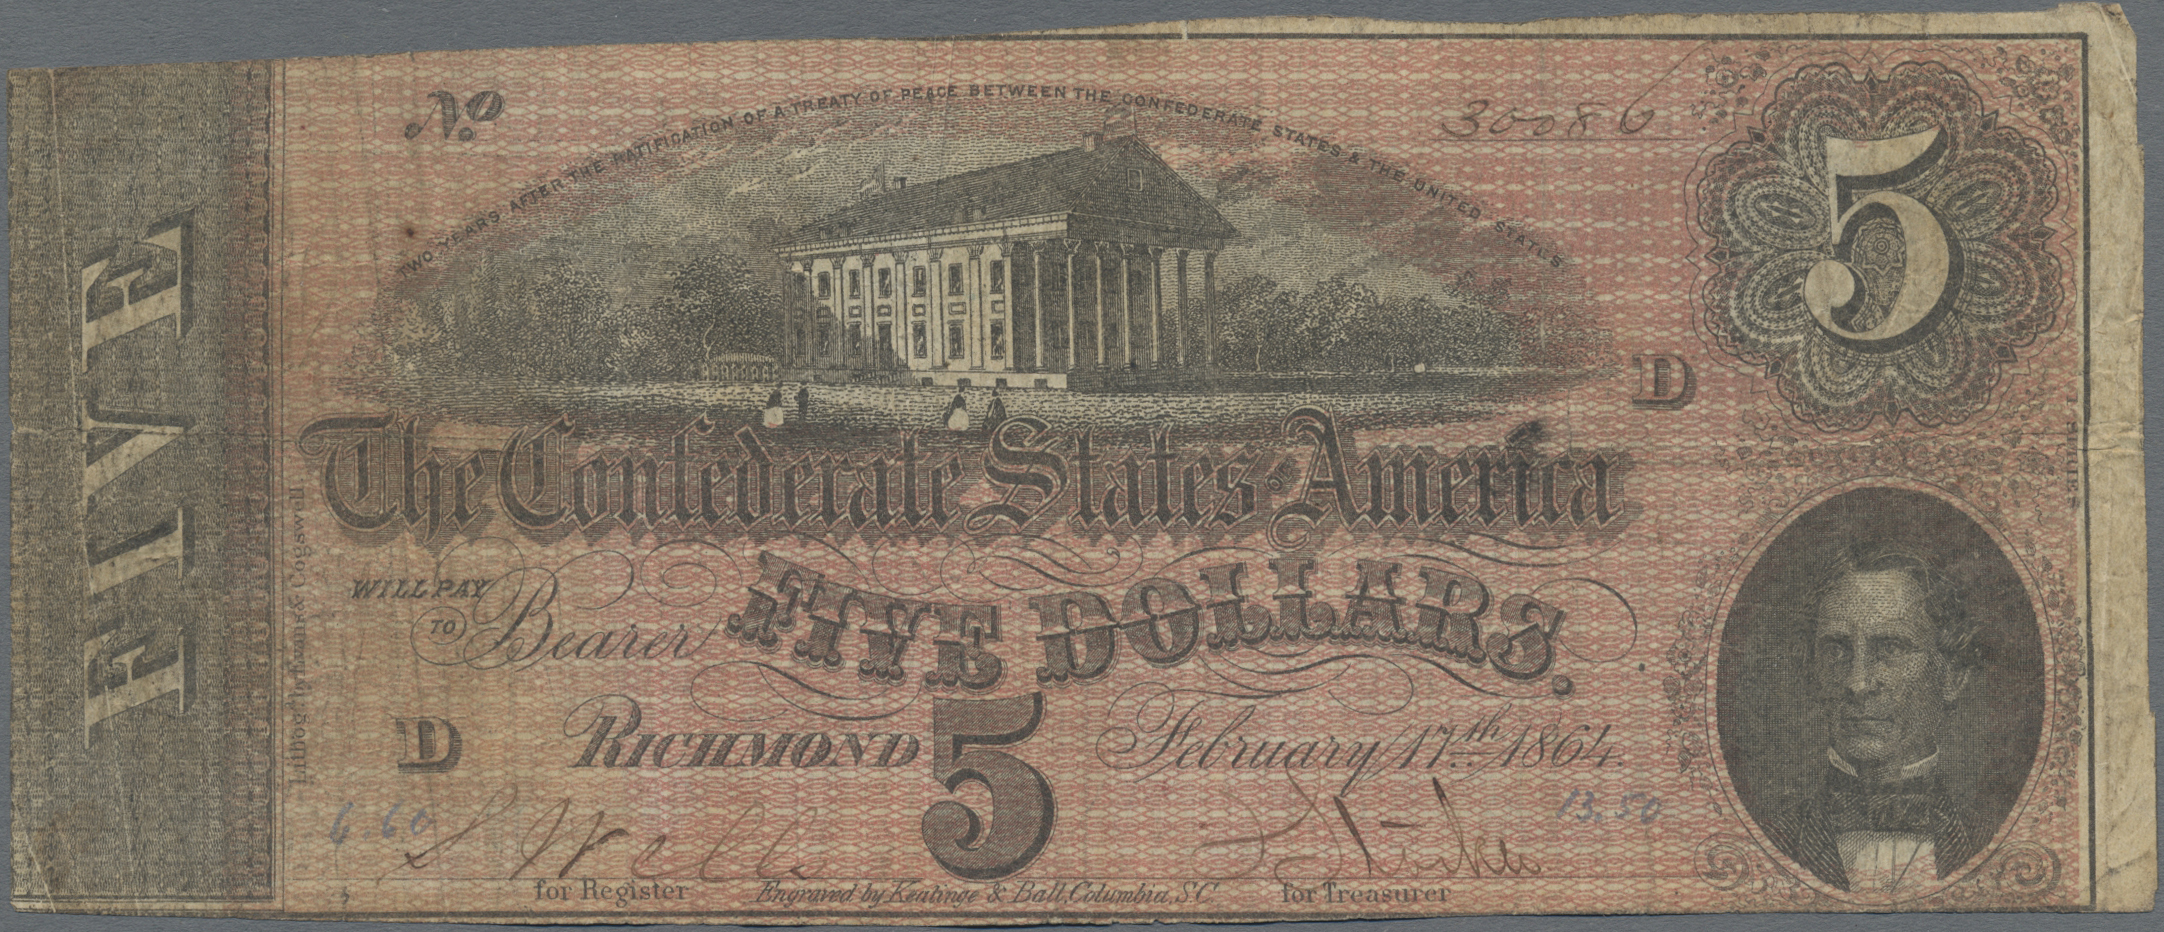 No
30086
TWO YEARS AFTER THE RATIFICATION OF A TREATY OF PEACE BETWEEN THE CONFEDERATE STATES & THE UNITED STATES
5
D
FIVE
The Confederate States of America
WILL PAY
TO Bearer FIVE DOLLARS.
D
RICHMOND
5
February 17th 1864.
6.60
13.50
S Wells
for Register
Engraved by Keatinge & Ball, Columbia, S.C.
for Treasurer
Lithog'd by Evans & Cogswell